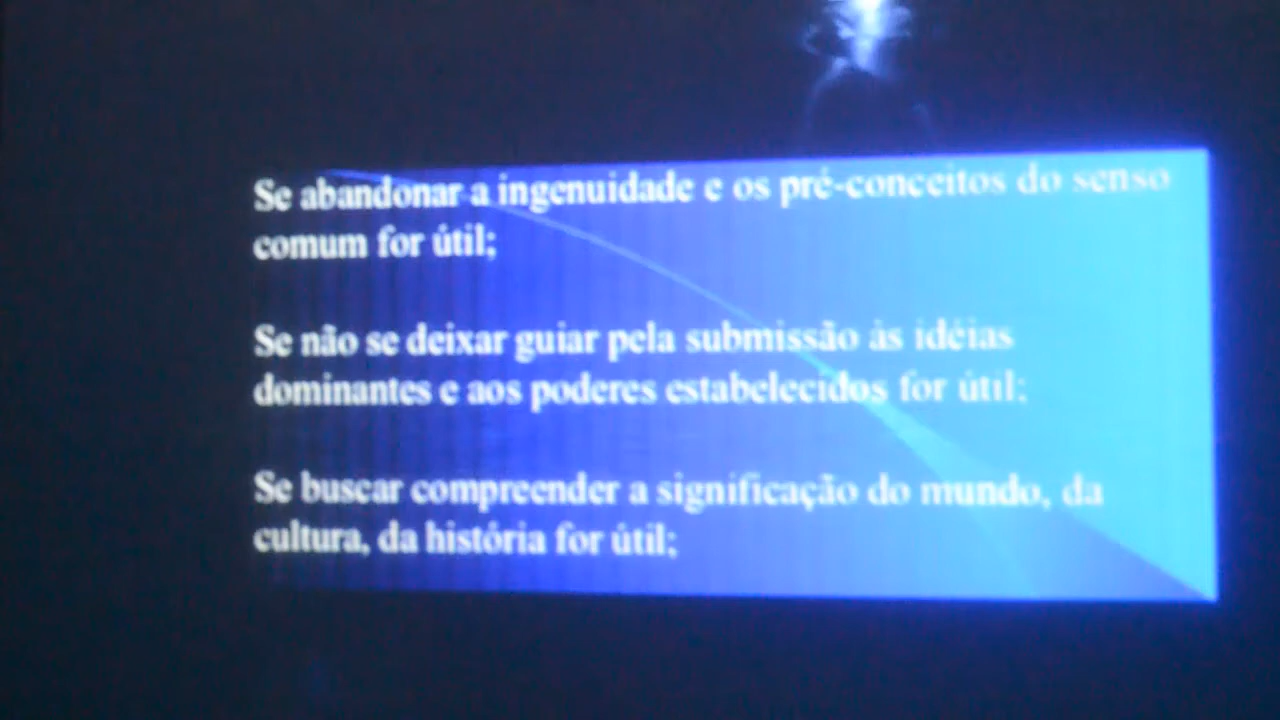 Se abandonar a ingenuidade e os pré-conceitos do senso
comum for útil;
Se não se deixar guiar pela submissão às idéias
dominantes e aos poderes estabelecidos for útil;
Se buscar compreender a significação do mundo, da
cultura, da história for útil;